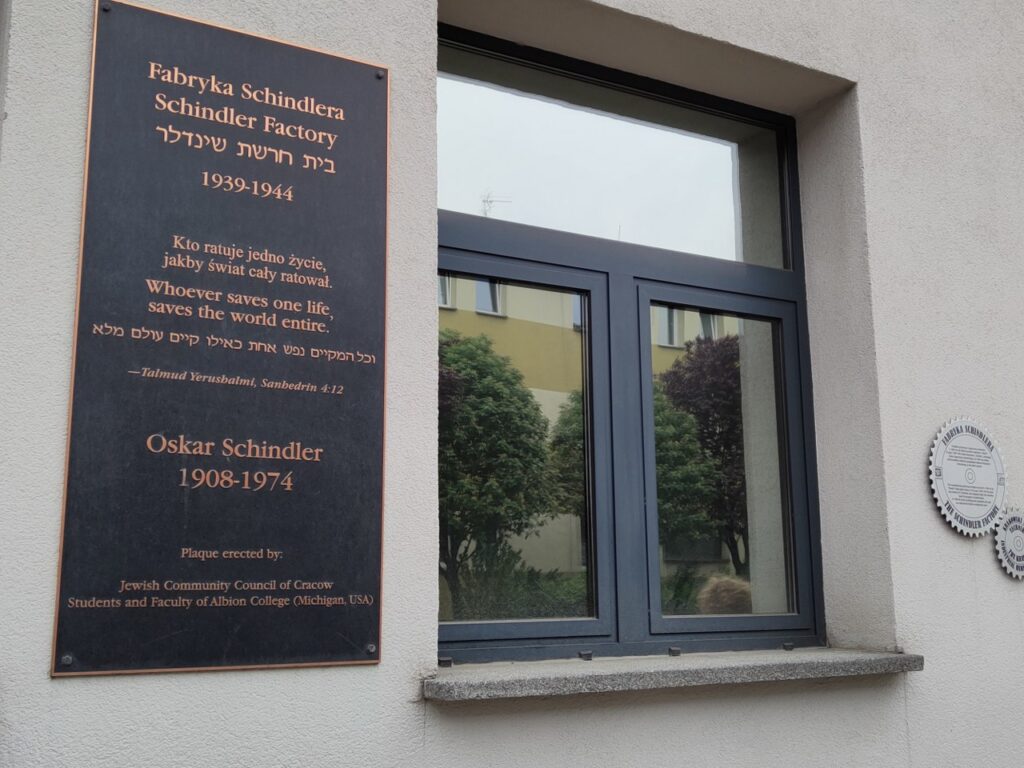 Fabryka Schindlera
Schindler Factory
בית חרשת שינדלר
1939-1944
Kto ratuje jedno życie,
jakby świat cały ratował.
Whoever saves one life,
saves the world entire.
וכל המקיים נפש אחת כאילו קיים עולם מלא
—Talmud Yerushalmi, Sanhedrin 4:12
Oskar Schindler
1908-1974
Plaque erected by:
Jewish Community Council of Cracow
Students and Faculty of Albion College (Michigan, USA)
FABRYKA SCHINDLERA
THE SCHINDLER FACTORY